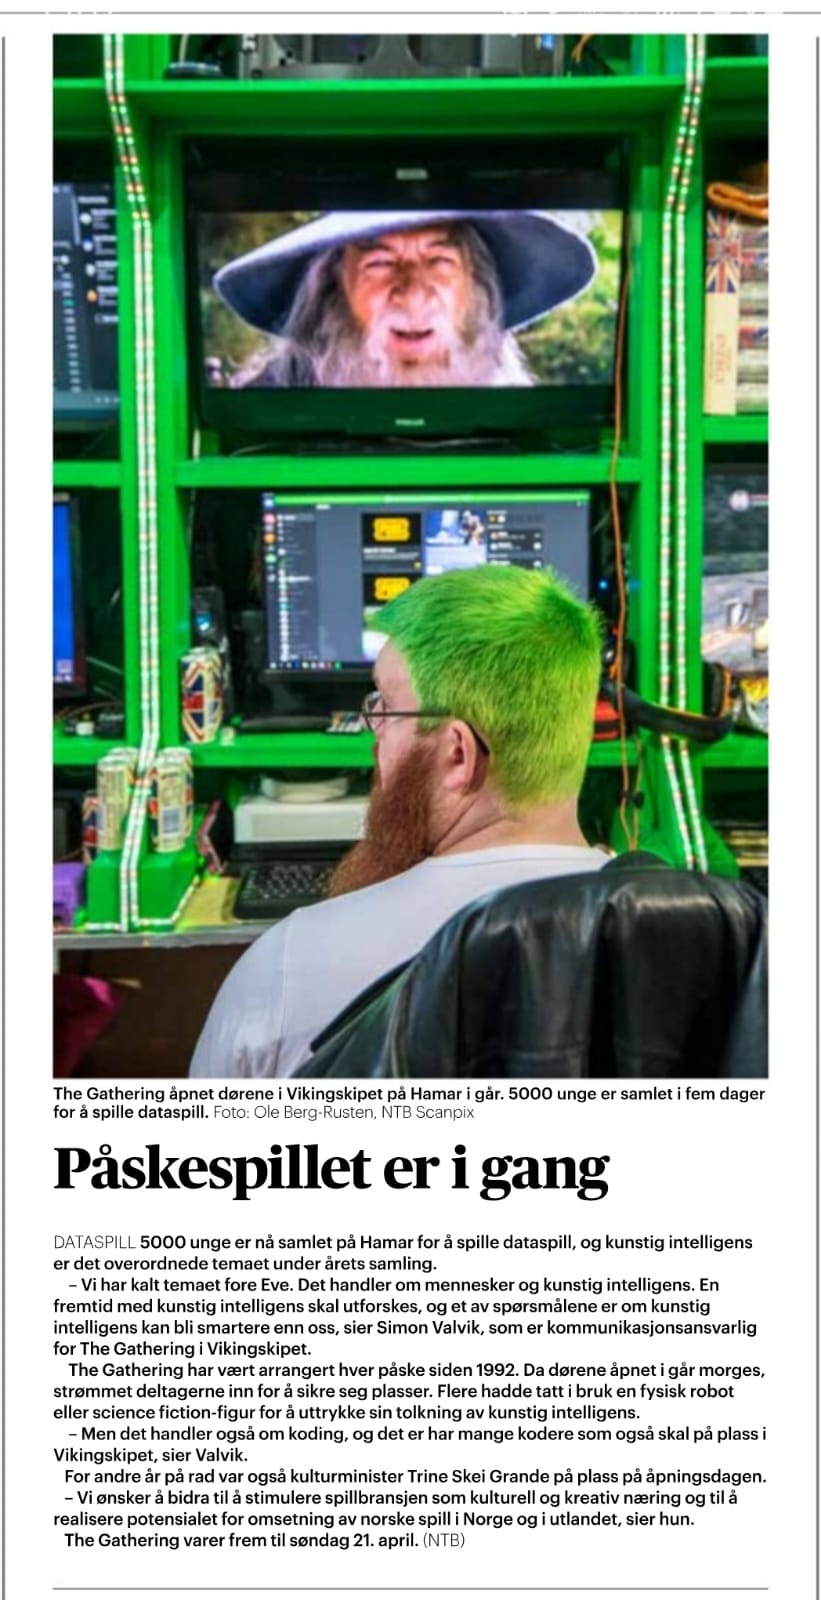 PHILIPS
The Gathering åpnet dørene i Vikingskipet på Hamar i går. 5000 unge er samlet i fem dager
for å spille dataspill. Foto: Ole Berg-Rusten, NTB Scanpix
Påskespillet er i gang
DATASPILL 5000 unge er nå samlet på Hamar for å spille dataspill, og kunstig intelligens
er det overordnede temaet under årets samling.
– Vi har kalt temaet fore Eve. Det handler om mennesker og kunstig intelligens. En
fremtid med kunstig intelligens skal utforskes, og et av spørsmålene er om kunstig
intelligens kan bli smartere enn oss, sier Simon Valvik, som er kommunikasjonsansvarlig
for The Gathering i Vikingskipet.
The Gathering har vært arrangert hver påske siden 1992. Da dørene åpnet i går morges,
strømmet deltagerne inn for å sikre seg plasser. Flere hadde tatt i bruk en fysisk robot
eller science fiction-figur for å uttrykke sin tolkning av kunstig intelligens.
– Men det handler også om koding, og det er har mange kodere som også skal på plass i
Vikingskipet, sier Valvik.
For andre år på rad var også kulturminister Trine Skei Grande på plass på åpningsdagen.
– Vi ønsker å bidra til å stimulere spillbransjen som kulturell og kreativ næring og til å
realisere potensialet for omsetning av norske spill i Norge og i utlandet, sier hun.
The Gathering varer frem til søndag 21. april. (NTB)